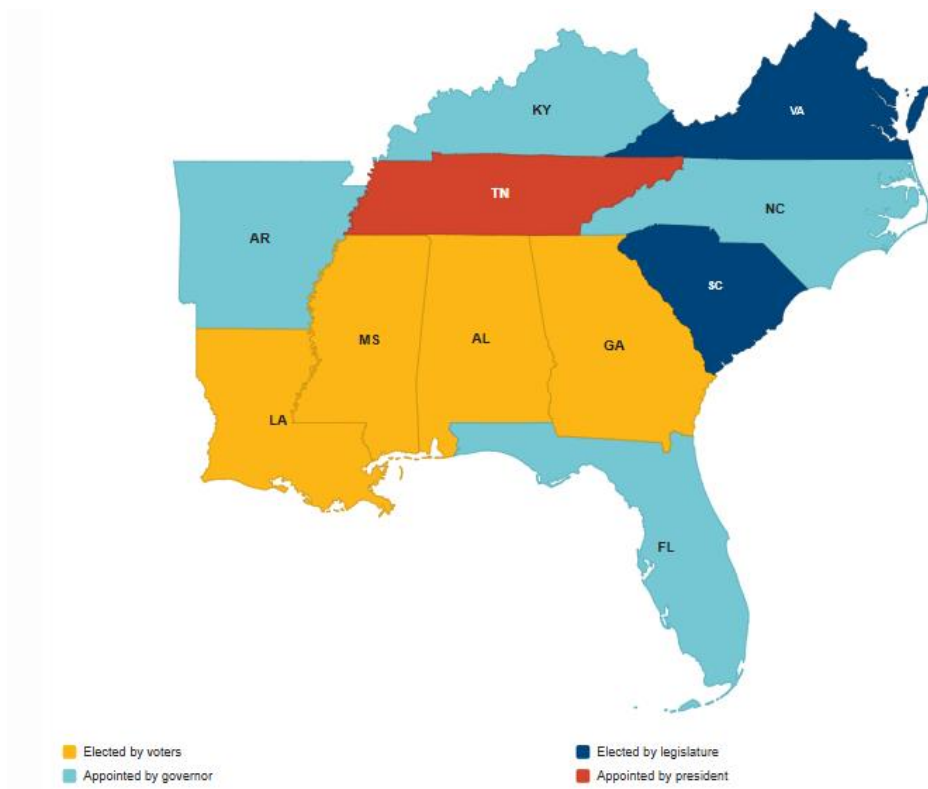 KY
VA
TN
NC
AR
SC
MS
AL
GA
LA
FL
Elected by voters
Elected by legislature
Appointed by governor
Appointed by president